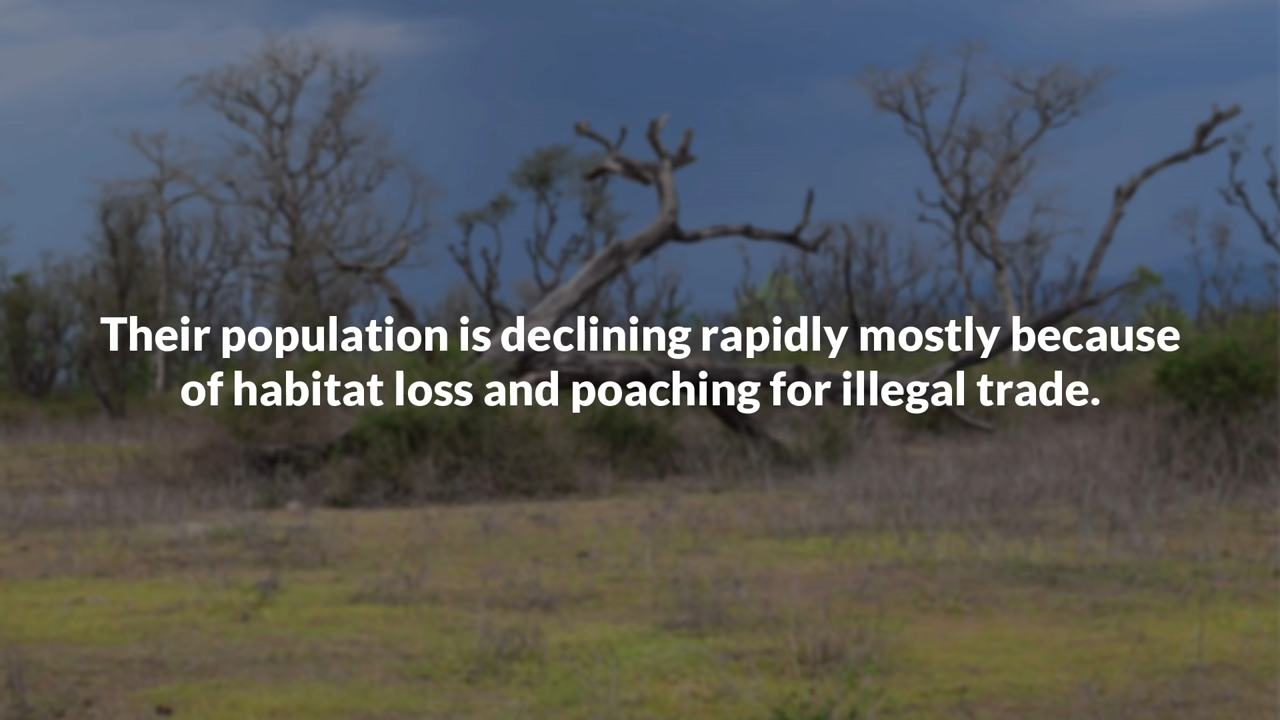 Their population is declining rapidly mostly because
of habitat loss and poaching for illegal trade.